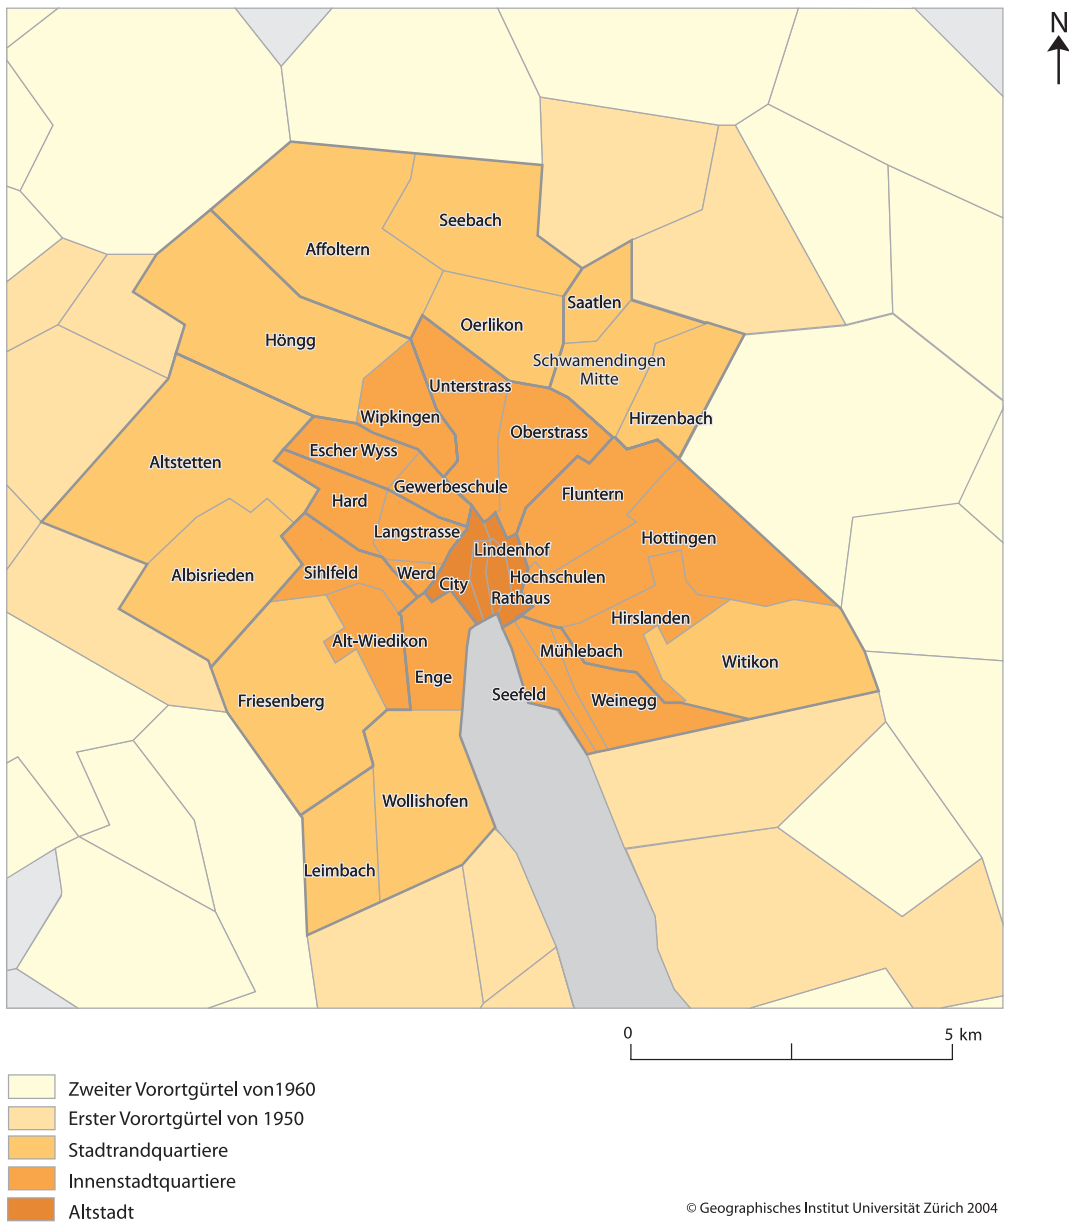 N
Seebach
Affoltern
Saatlen
Oerlikon
Höngg
Schwamendingen
Mitte
Unterstrass
Wipkingen
Hirzenbach
Oberstrass
Escher Wyss
Altstetten
Gewerbeschule
Fluntern
Hard
Langstrasse
Hottingen
Lindenhof
Sihlfeld
Werd
Albisrieden
Hochschulen
City
Rathaus
Hirslanden
Alt-Wiedikon
Mühlebach
Witikon
Enge
Seefeld
Weinegg
Friesenberg
Wollishofen
Leimbach
0 5 km
Zweiter Vorortgürtel von1960
Erster Vorortgürtel von 1950
Stadtrandquartiere
Innenstadtquartiere
Altstadt
© Geographisches Institut Universität Zürich 2004